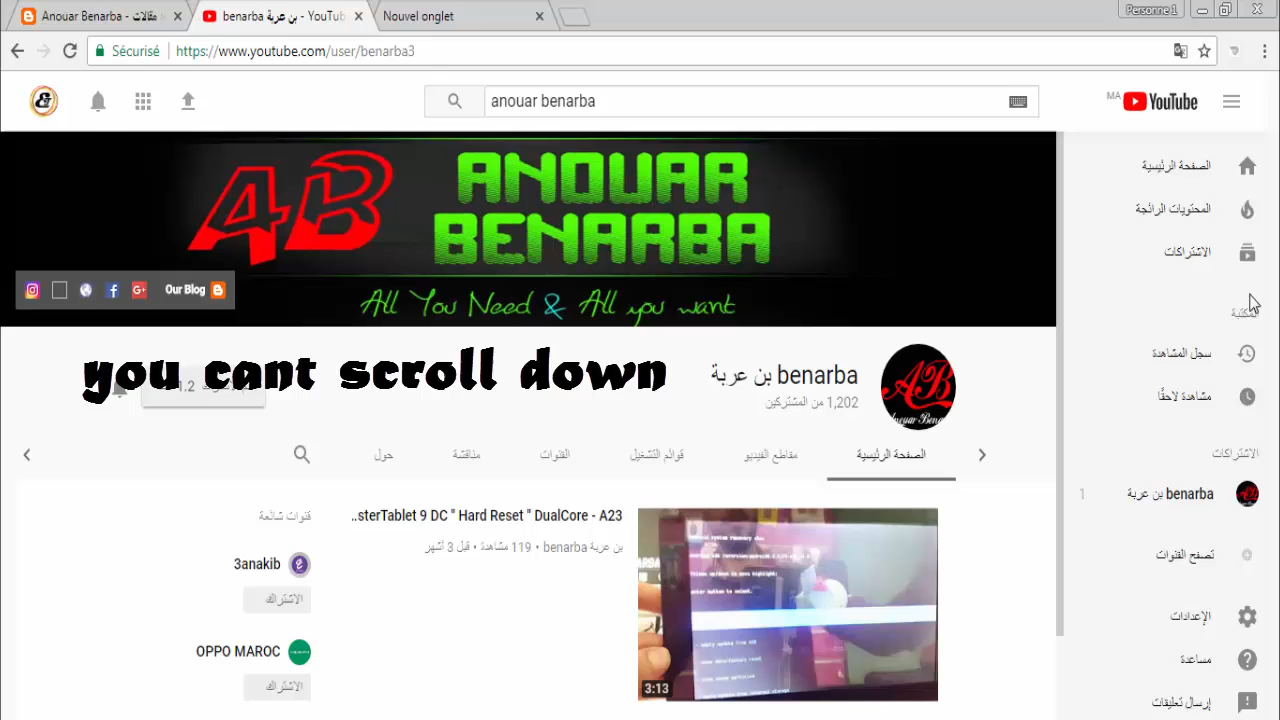 Anouar Benarba - مقالات
benarba بن عربة - YouTub
Nouvel onglet
Personne 1
Sécurisé
https://www.youtube.com/user/benarba3
anouar benarba
MA
YouTube
AB
ANOUAR
BENARBA
All You Need & All you want
Our Blog
الصفحة الرئيسية
المحتويات الرائجة
الاشتراكات
المكتبة
سجل المشاهدة
مشاهدة لاحقًا
الاشتراكات
benarba بن عربة
1
تصفح القنوات
الإعدادات
مساعدة
إرسال تعليقات
you cant scroll down
1.2
benarba بن عربة
1,202 من المشتركين
الصفحة الرئيسية
مقاطع الفيديو
قوائم التشغيل
القنوات
مناقشة
حول
..sterTablet 9 DC " Hard Reset " DualCore - A23
benarba بن عربة • 119 مشاهدة • قبل 3 أشهر
3:13
قنوات شائعة
3anakib
الاشتراك
OPPO MAROC
الاشتراك